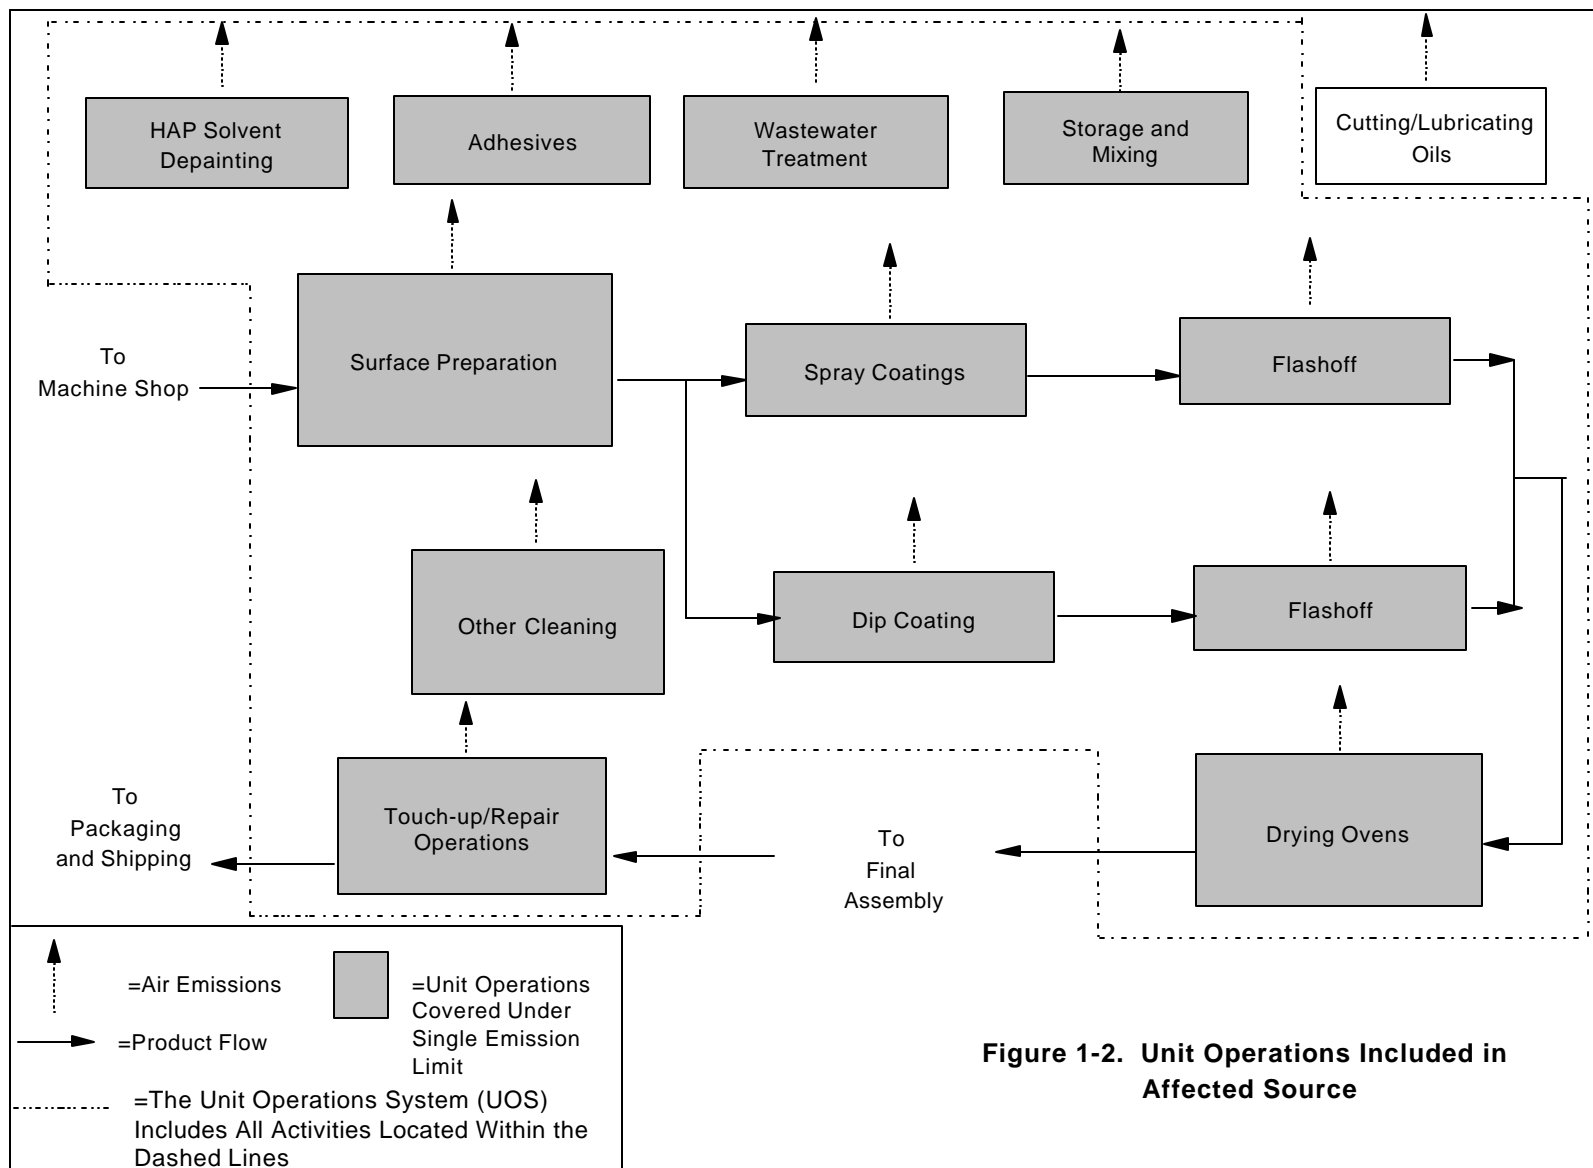 HAP Solvent
Depainting
Adhesives
Wastewater
Treatment
Storage and
Mixing
Cutting/Lubricating
Oils
To
Machine Shop
Surface Preparation
Spray Coatings
Flashoff
Other Cleaning
Dip Coating
Flashoff
To
Packaging
and Shipping
Touch-up/Repair
Operations
To
Final
Assembly
Drying Ovens
=Air Emissions
=Unit Operations
Covered Under
Single Emission
Limit
=Product Flow
=The Unit Operations System (UOS)
Includes All Activities Located Within the
Dashed Lines
Figure 1-2. Unit Operations Included in
Affected Source